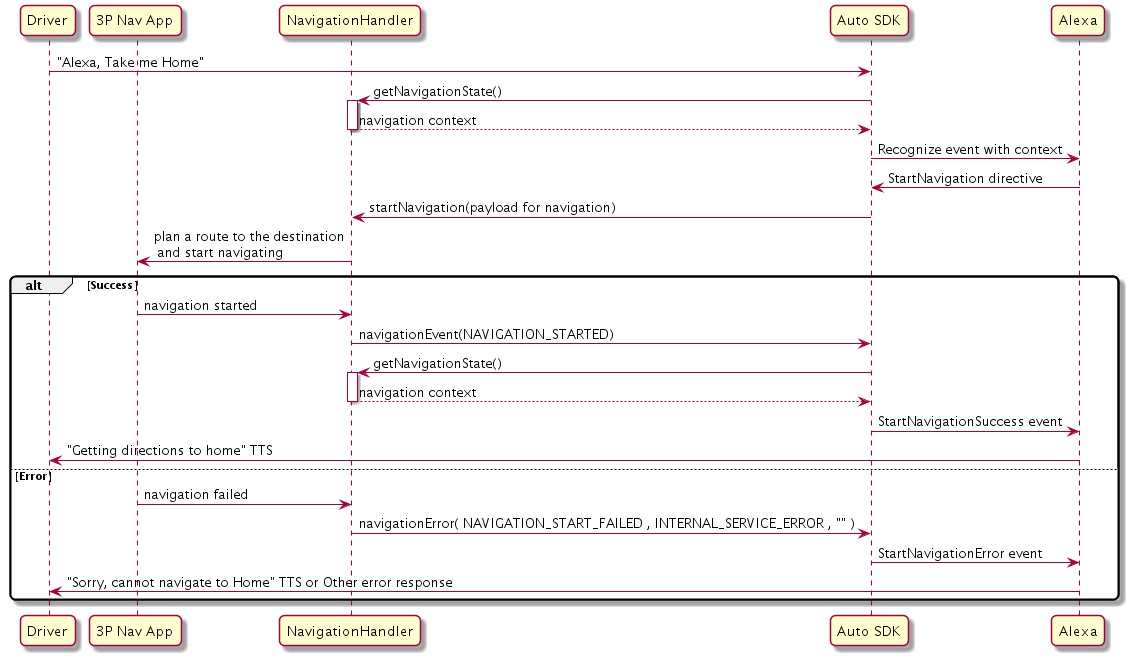 Driver 3P Nav App NavigationHandler Auto SDK Alexa
"Alexa, Take me Home"
getNavigationState()
navigation context
Recognize event with context
StartNavigation directive
startNavigation(payload for navigation)
plan a route to the destination
and start navigating
alt [Success]
navigation started
navigationEvent(NAVIGATION_STARTED)
getNavigationState()
navigation context
StartNavigationSuccess event
"Getting directions to home" TTS
[Error]
navigation failed
navigationError( NAVIGATION_START_FAILED , INTERNAL_SERVICE_ERROR , "" )
StartNavigationError event
"Sorry, cannot navigate to Home" TTS or Other error response
Driver 3P Nav App NavigationHandler Auto SDK Alexa